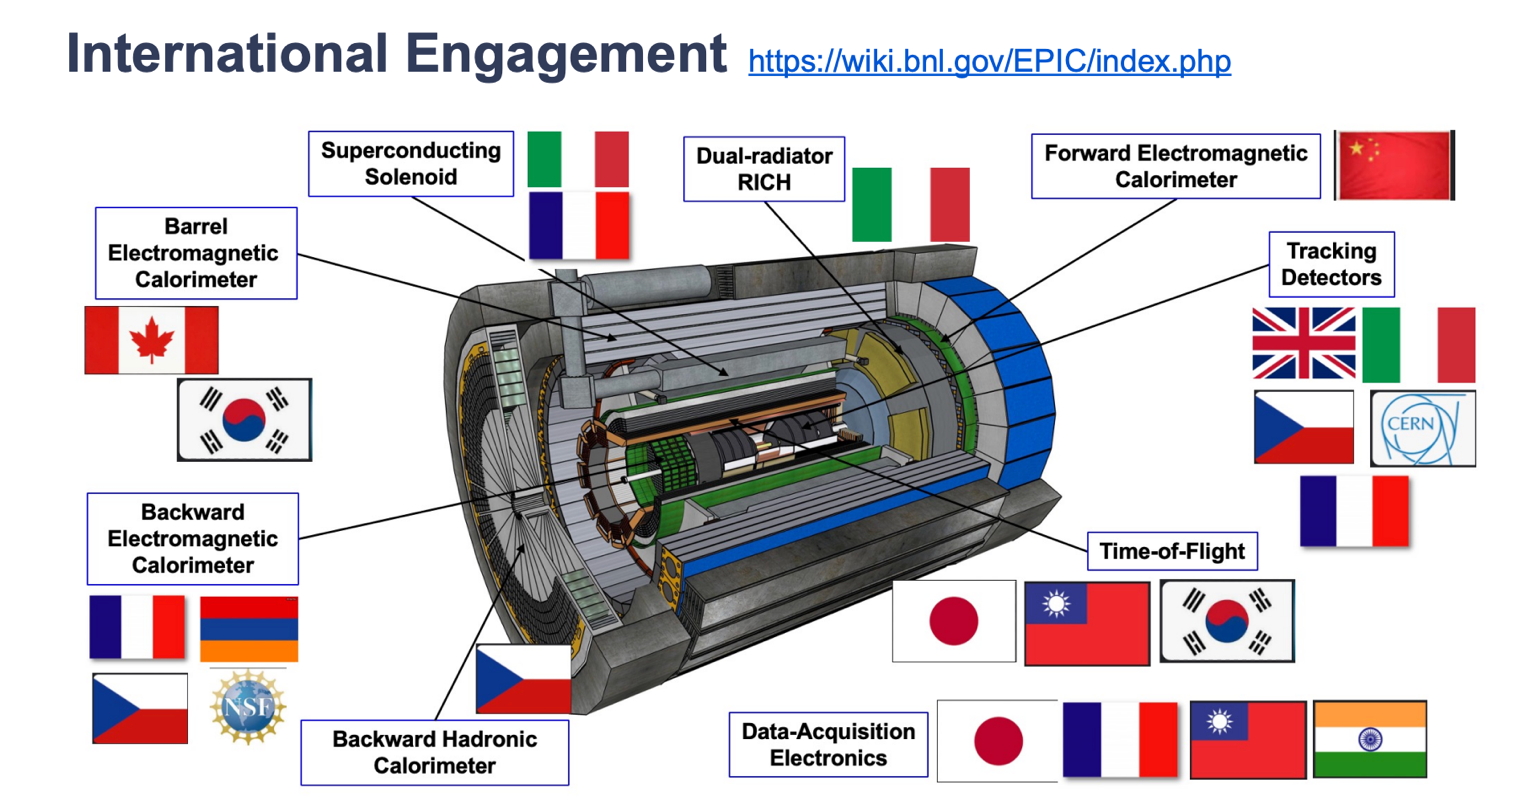 International Engagement https://wiki.bnl.gov/EPIC/index.php
Superconducting
Solenoid
Dual-radiator
RICH
Forward Electromagnetic
Calorimeter
Barrel
Electromagnetic
Calorimeter
Tracking
Detectors
CERN
Backward
Electromagnetic
Calorimeter
Time-of-Flight
NSF
Backward Hadronic
Calorimeter
Data-Acquisition
Electronics